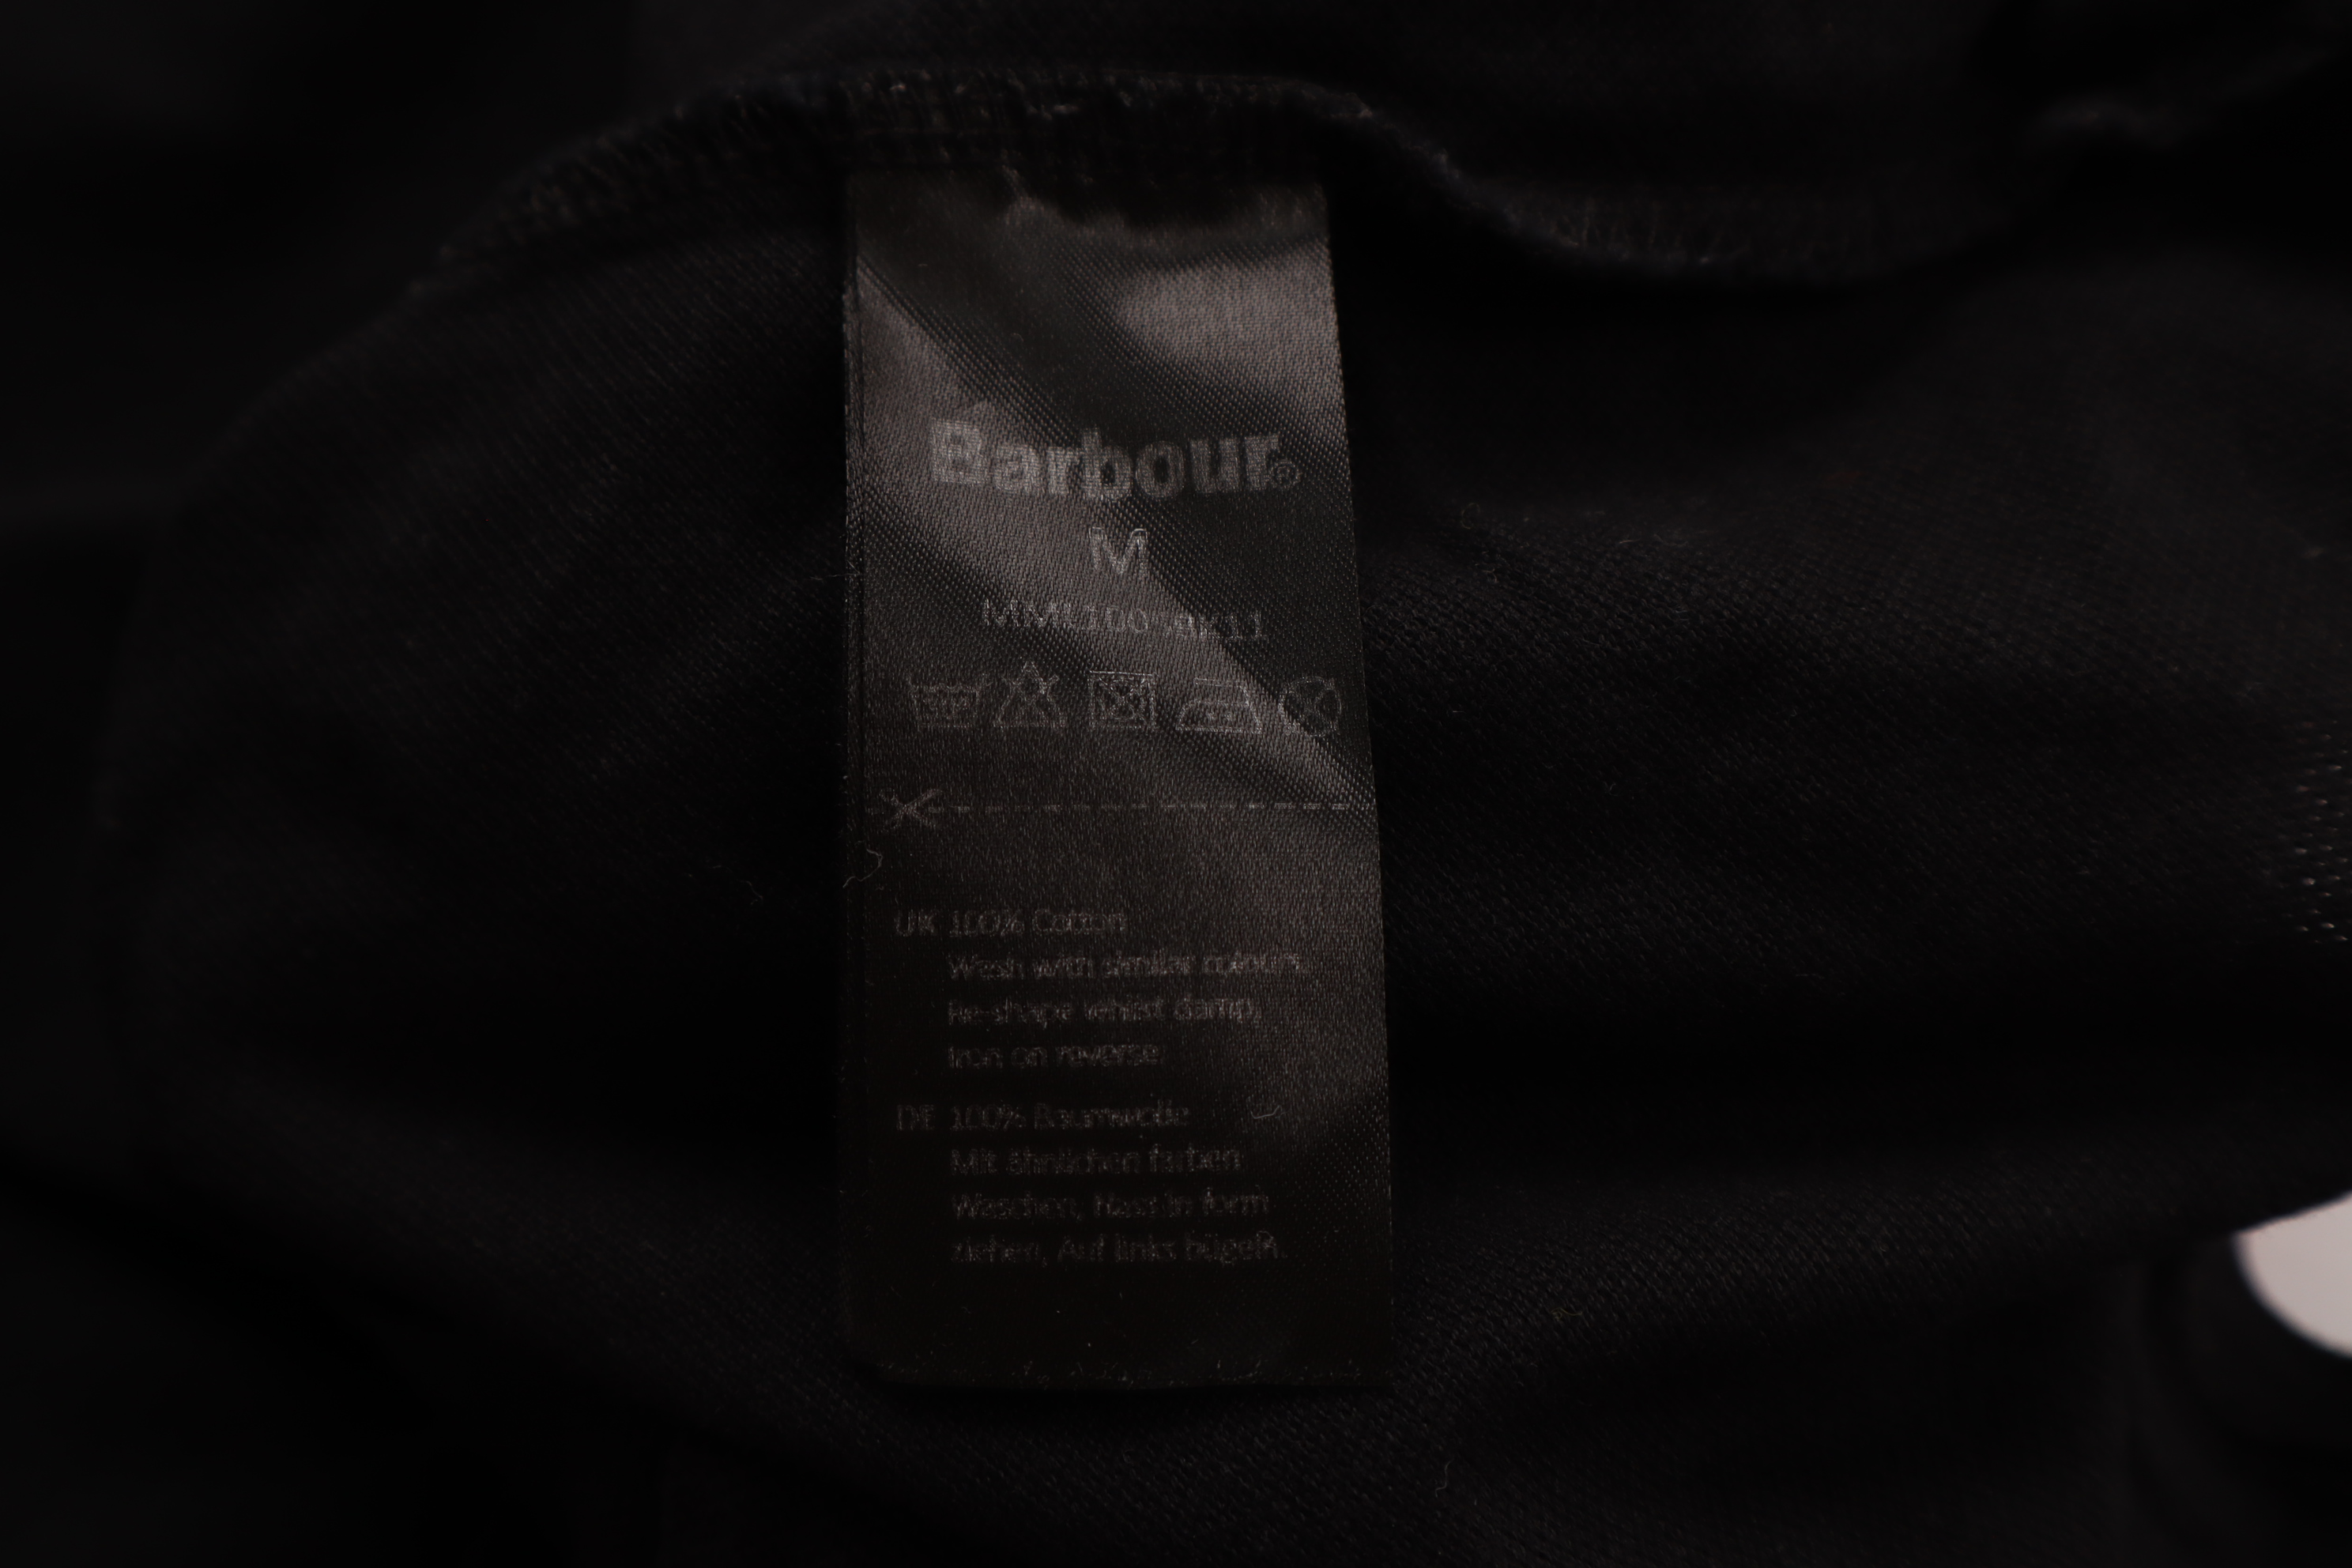 Barbour®
M
30°
UK 100% Cotton
Wash with similar colours.
Re-shape whilst damp,
Iron on reverse
DE 100% Baumwolle
Mit ähnlichen farben
Waschen, Nass in form
ziehen, Auf links bügeln.